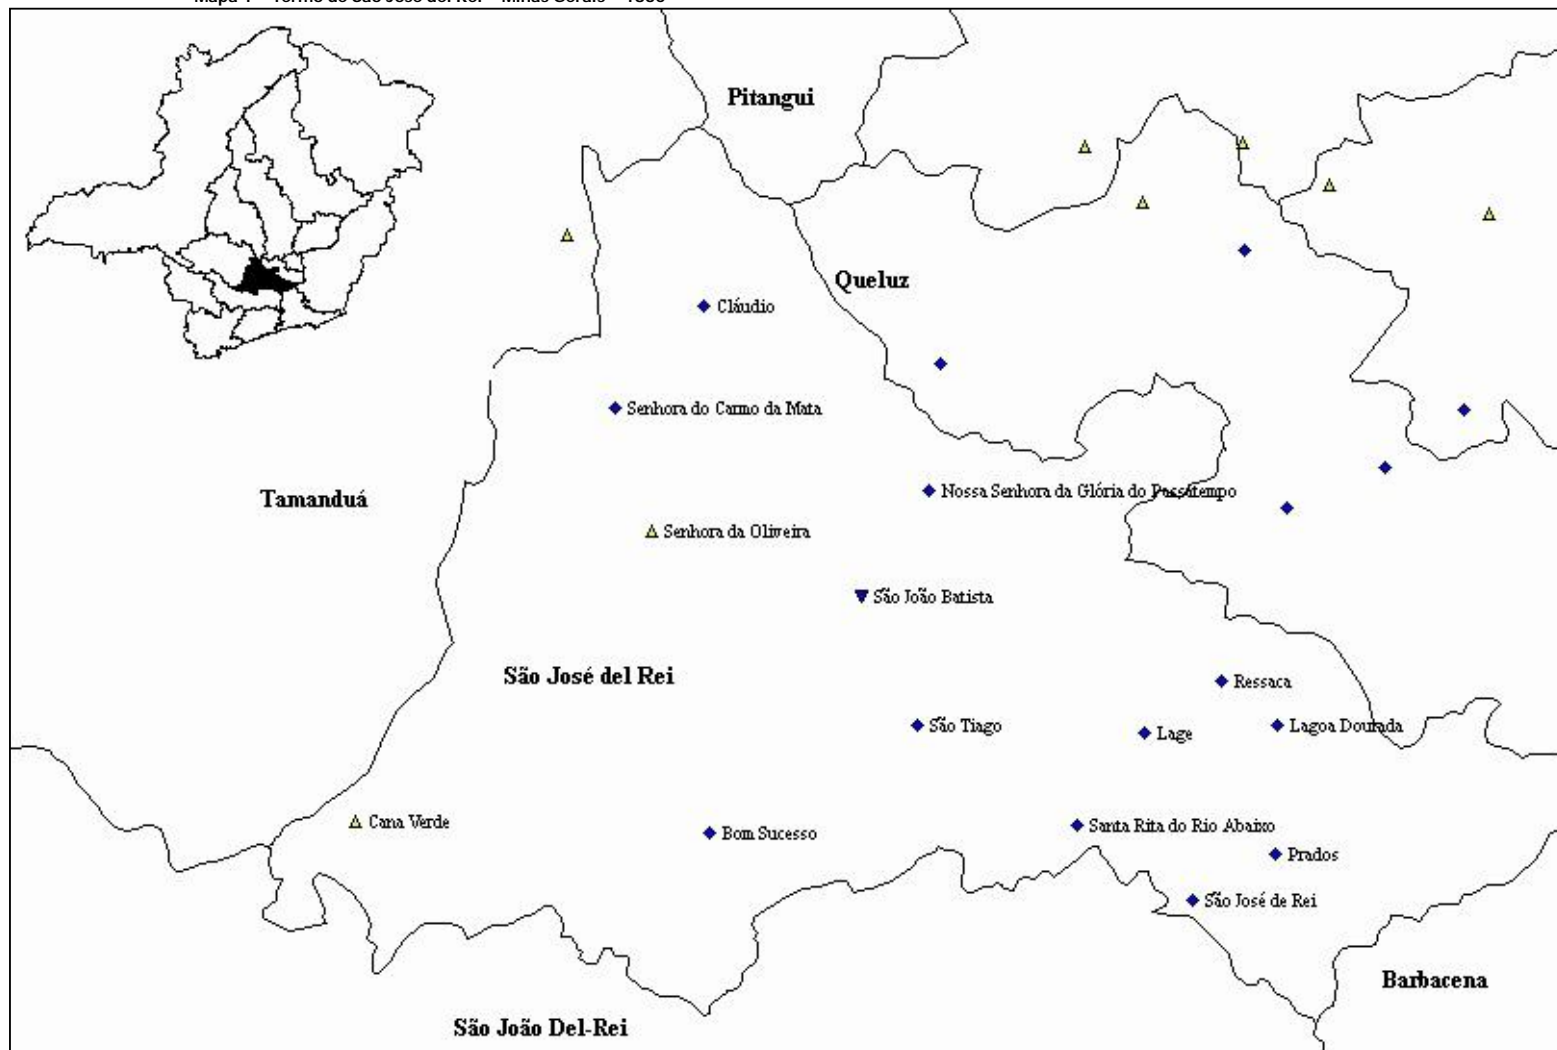 Pitangui
Queluz
Cláudio
Senhora do Carmo da Mata
Tamanduá
Nossa Senhora da Glória do Passatempo
Senhora da Oliveira
São João Batista
São José del Rei
Ressaca
São Tiago
Lage
Lagoa Dourada
Cana Verde
Bom Sucesso
Santa Rita do Rio Abaixo
Prados
São José de Rei
Barbacena
São João Del-Rei